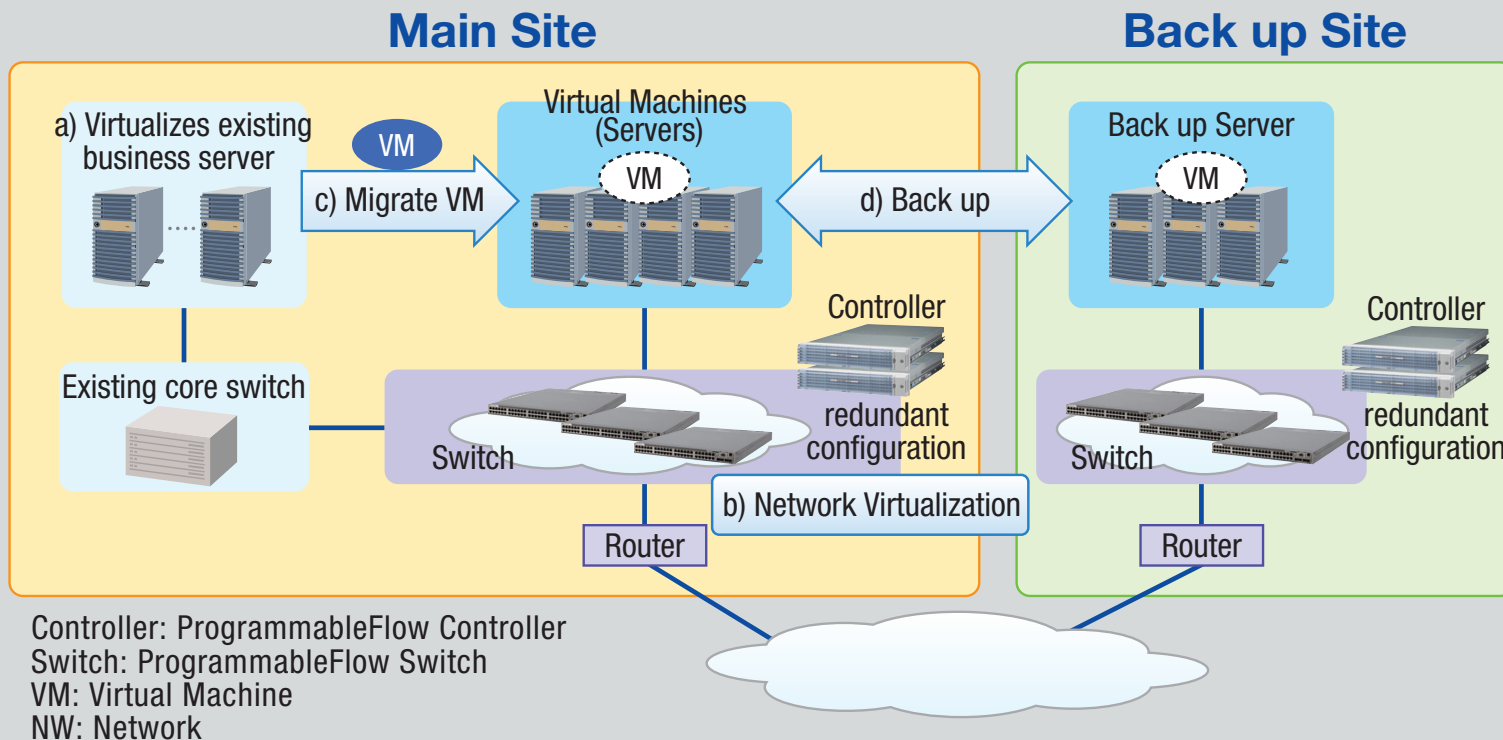 Main Site
Back up Site
a) Virtualizes existing
business server
VM
c) Migrate VM
Virtual Machines
(Servers)
VM
d) Back up
Back up Server
VM
Existing core switch
Switch
Controller
redundant
configuration
Switch
Controller
redundant
configuration
b) Network Virtualization
Router
Router
Controller: ProgrammableFlow Controller
Switch: ProgrammableFlow Switch
VM: Virtual Machine
NW: Network